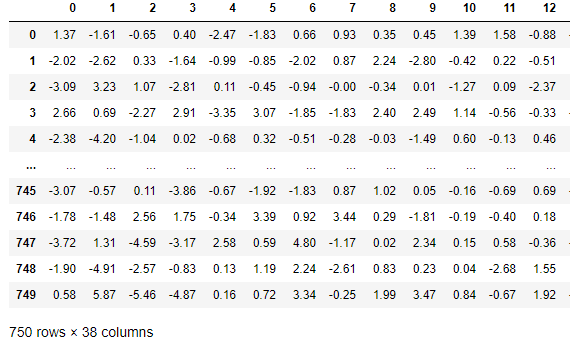 0 1 2 3 4 5 6 7 8 9 10 11 12
0 1.37 -1.61 -0.65 0.40 -2.47 -1.83 0.66 0.93 0.35 0.45 1.39 1.58 -0.88
1 -2.02 -2.62 0.33 -1.64 -0.99 -0.85 -2.02 0.87 2.24 -2.80 -0.42 0.22 -0.51
2 -3.09 3.23 1.07 -2.81 0.11 -0.45 -0.94 -0.00 -0.34 0.01 -1.27 0.09 -2.37
3 2.66 0.69 -2.27 2.91 -3.35 3.07 -1.85 -1.83 2.40 2.49 1.14 -0.56 -0.33
4 -2.38 -4.20 -1.04 0.02 -0.68 0.32 -0.51 -0.28 -0.03 -1.49 0.60 -0.13 0.46
... ... ... ... ... ... ... ... ... ... ... ... ... ...
745 -3.07 -0.57 0.11 -3.86 -0.67 -1.92 -1.83 0.87 1.02 0.05 -0.16 -0.69 0.69
746 -1.78 -1.48 2.56 1.75 -0.34 3.39 0.92 3.44 0.29 -1.81 -0.19 -0.40 0.18
747 -3.72 1.31 -4.59 -3.17 2.58 0.59 4.80 -1.17 0.02 2.34 0.15 0.58 -0.36
748 -1.90 -4.91 -2.57 -0.83 0.13 1.19 2.24 -2.61 0.83 0.23 0.04 -2.68 1.55
749 0.58 5.87 -5.46 -4.87 0.16 0.72 3.34 -0.25 1.99 3.47 0.84 -0.67 1.92
750 rows × 38 columns